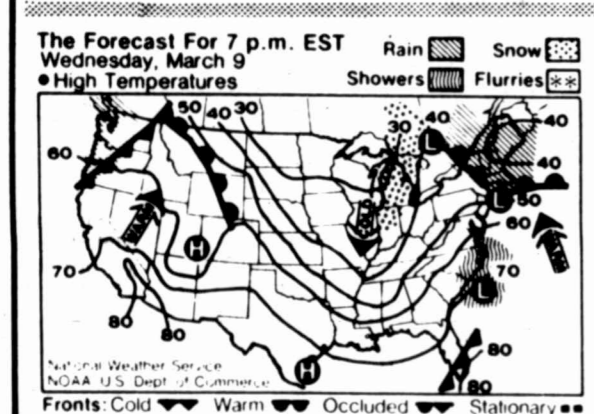 The Forecast For 7 p.m. EST
Wednesday, March 9
● High Temperatures
Rain Snow
Showers Flurries
50 40 30 30 40 40
60 40
50
60
H L L
70 70
L
80 80 80
H
80
National Weather Service
NOAA U.S. Dept. of Commerce
Fronts: Cold Warm Occluded Stationary